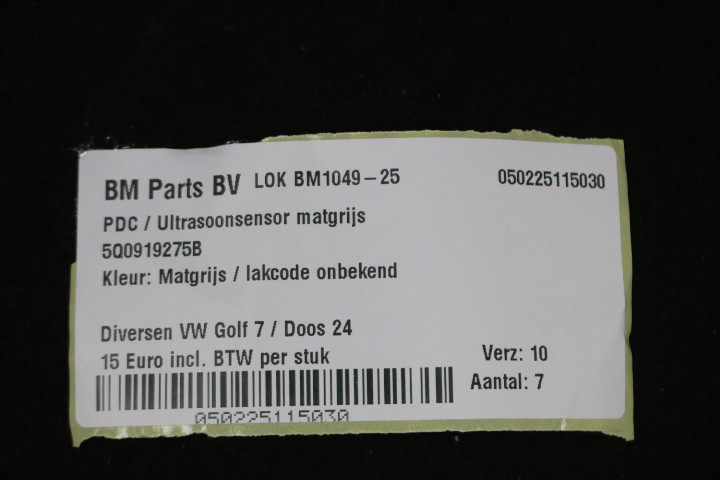 BM Parts BV LOK BM1049-25 050225115030
PDC / Ultrasoonsensor matgrijs
5Q0919275B
Kleur: Matgrijs / lakcode onbekend
Diversen VW Golf 7 / Doos 24
15 Euro incl. BTW per stuk Verz: 10
Aantal: 7
050225115030